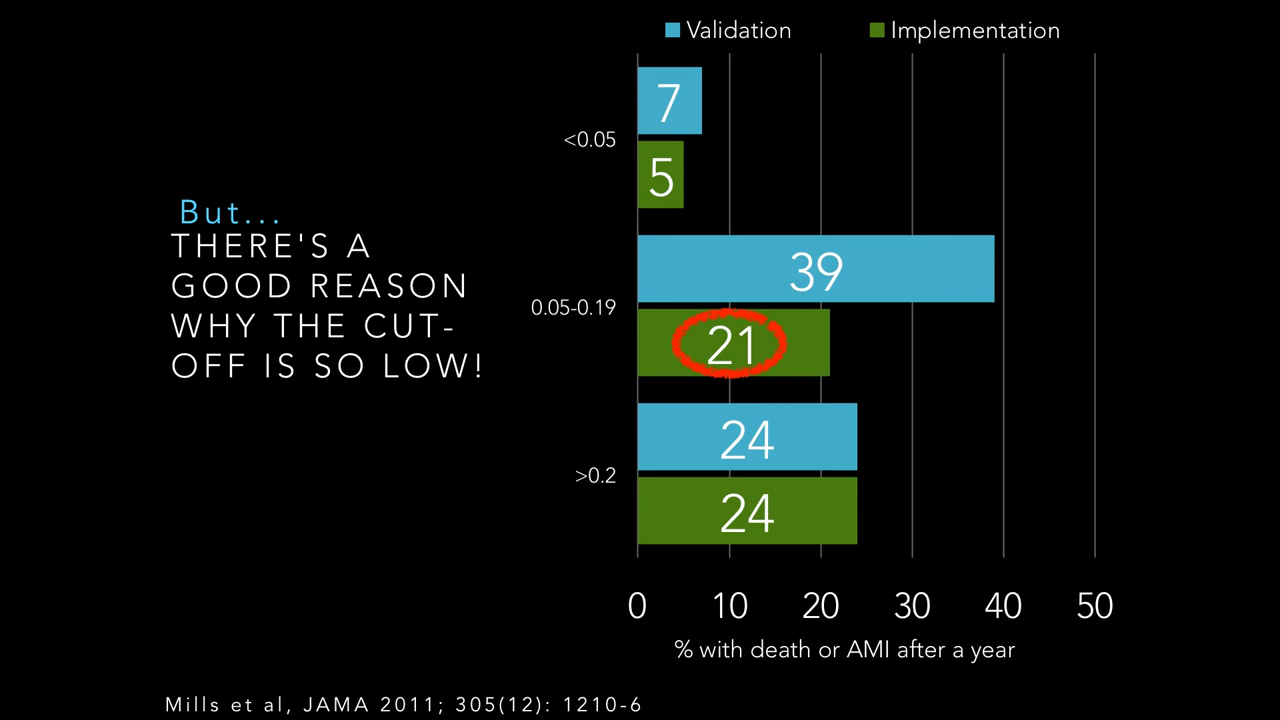 Validation
Implementation
7
<0.05
5
But...
THERE'S A
GOOD REASON
WHY THE CUT-
OFF IS SO LOW!
39
0.05-0.19
21
24
>0.2
24
0 10 20 30 40 50
% with death or AMI after a year
Mills et al, JAMA 2011; 305(12): 1210-6